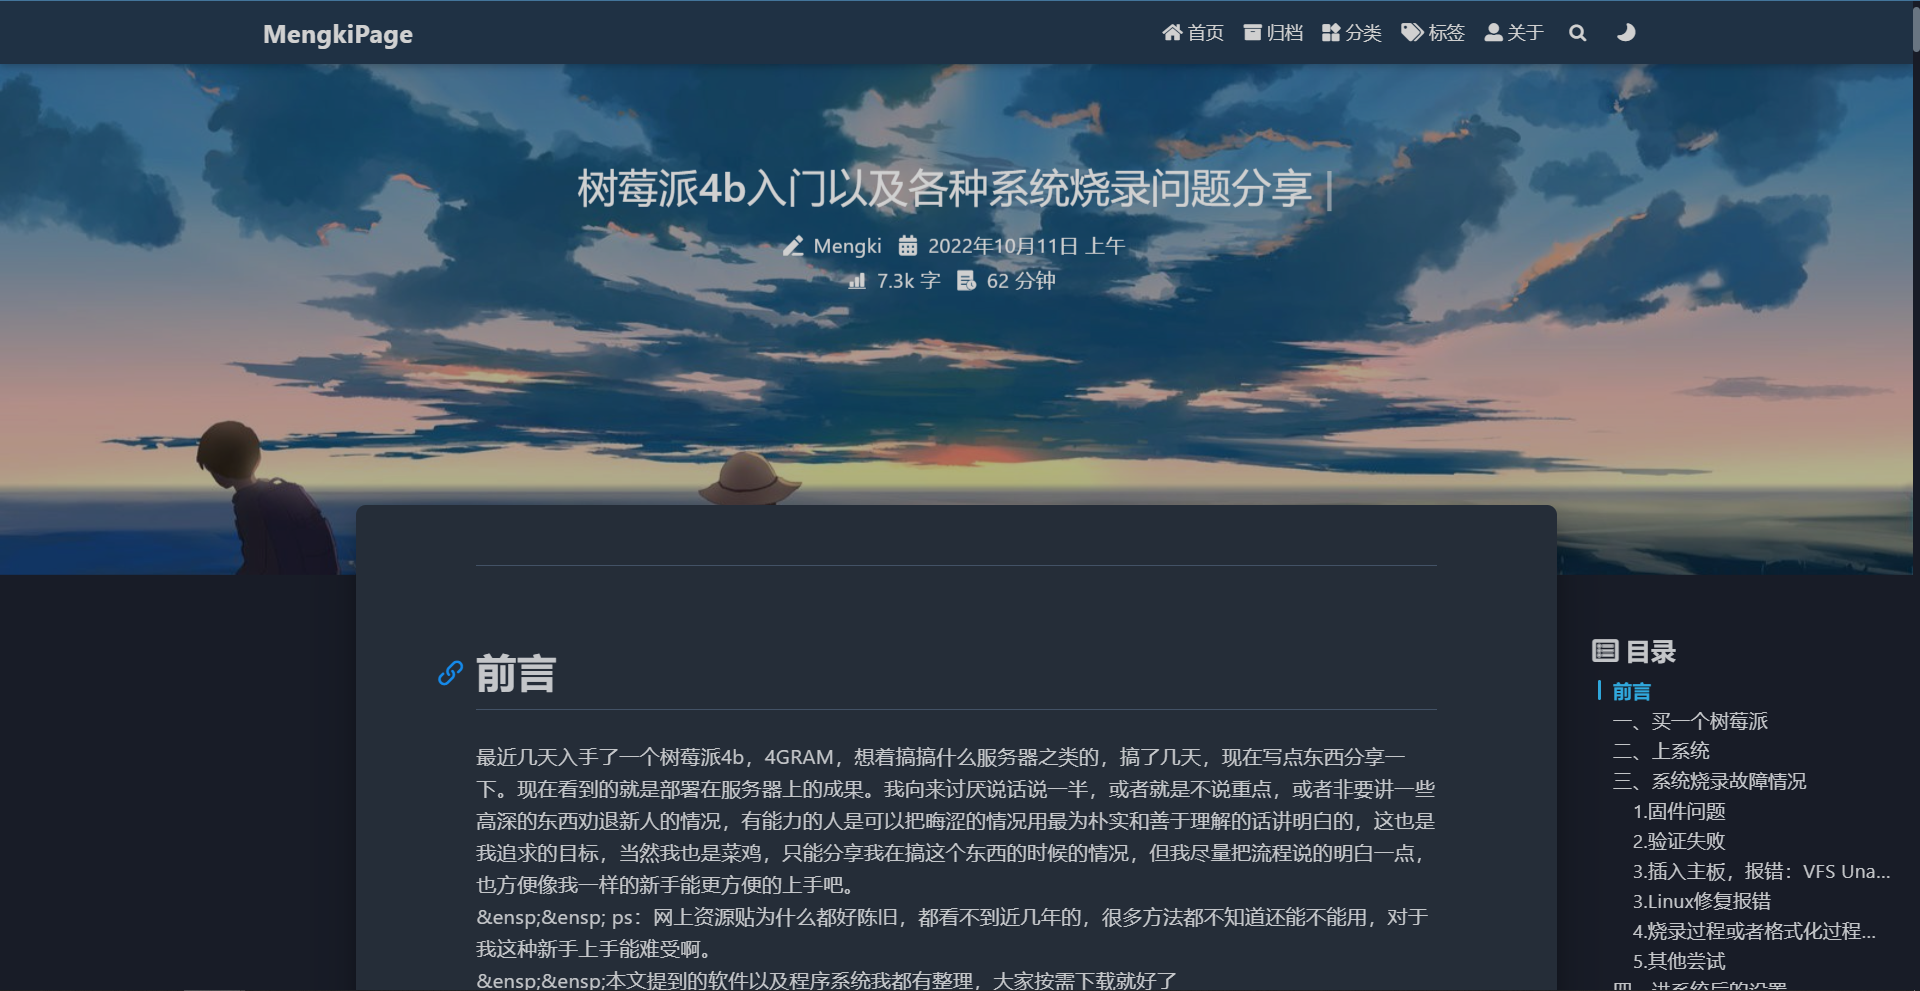 MengkiPage
首页 归档 分类 标签 关于
树莓派4b入门以及各种系统烧录问题分享 |
Mengki 2022年10月11日 上午
7.3k 字 62 分钟
前言
最近几天入手了一个树莓派4b，4GRAM，想着搞搞什么服务器之类的，搞了几天，现在写点东西分享一
下。现在看到的就是部署在服务器上的成果。我向来讨厌说话说一半，或者就是不说重点，或者非要讲一些
高深的东西劝退新人的情况，有能力的人是可以把晦涩的情况用最为朴实和善于理解的话讲明白的，这也是
我追求的目标，当然我也是菜鸡，只能分享我在搞这个东西的时候的情况，但我尽量把流程说的明白一点，
也方便像我一样的新手能更方便的上手吧。
&ensp;&ensp; ps：网上资源贴为什么都好陈旧，都看不到近几年的，很多方法都不知道还能不能用，对于
我这种新手上手能难受啊。
&ensp;&ensp;本文提到的软件以及程序系统我都有整理，大家按需下载就好了
目录
前言
一、买一个树莓派
二、上系统
三、系统烧录故障情况
1.固件问题
2.验证失败
3.插入主板，报错：VFS Una...
3.Linux修复报错
4.烧录过程或者格式化过程...
5.其他尝试
四、进系统后的设置